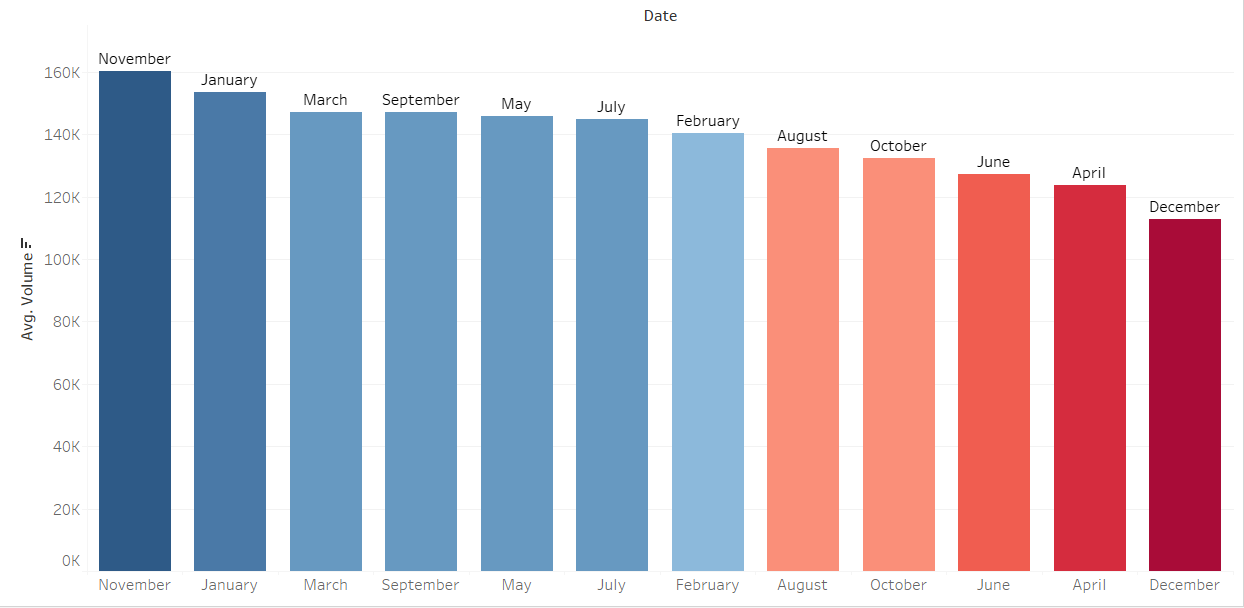 Date
November
January
March
September
May
July
February
August
October
June
April
December
160K
140K
120K
100K
80K
60K
40K
20K
0K
Avg. Volume
November January March September May July February August October June April December